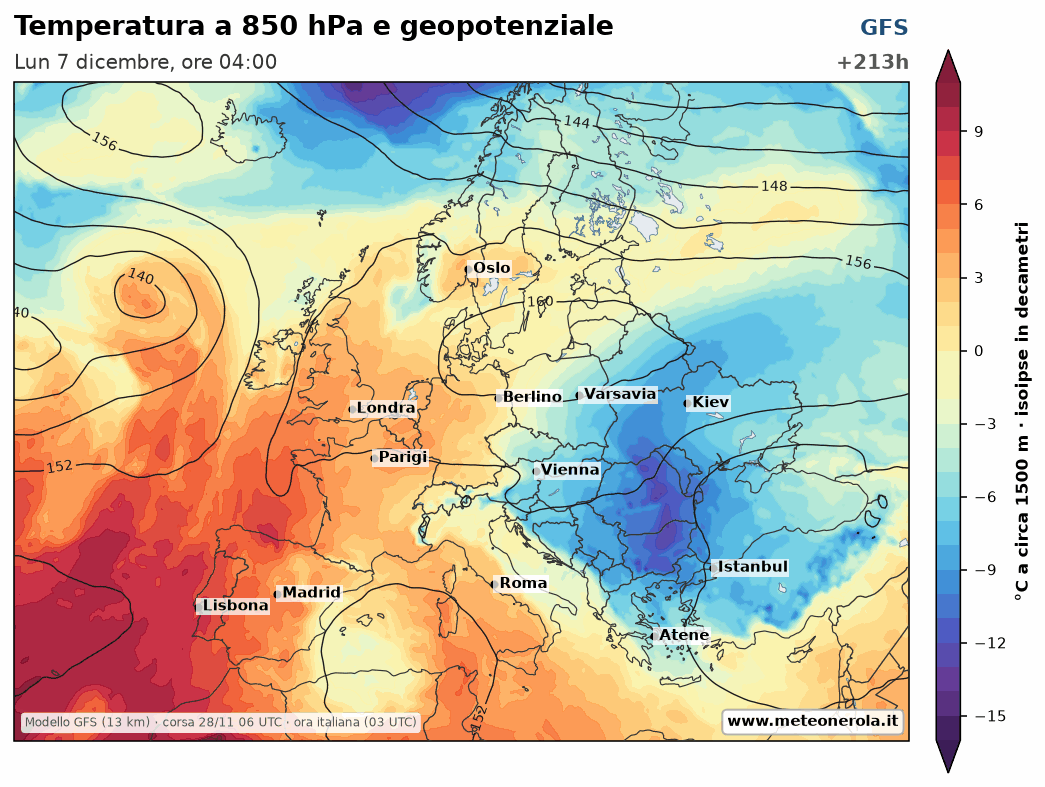 Temperatura a 850 hPa e geopotenziale
GFS
Lun 7 dicembre, ore 04:00
+213h
156
144
148
156
140
40
160
152
152
Oslo
Berlino
Varsavia
Kiev
Londra
Parigi
Vienna
Istanbul
Roma
Madrid
Lisbona
Atene
9
6
3
0
−3
−6
−9
−12
−15
°C a circa 1500 m · isoipse in decametri
Modello GFS (13 km) · corsa 28/11 06 UTC · ora italiana (03 UTC)
www.meteonerola.it